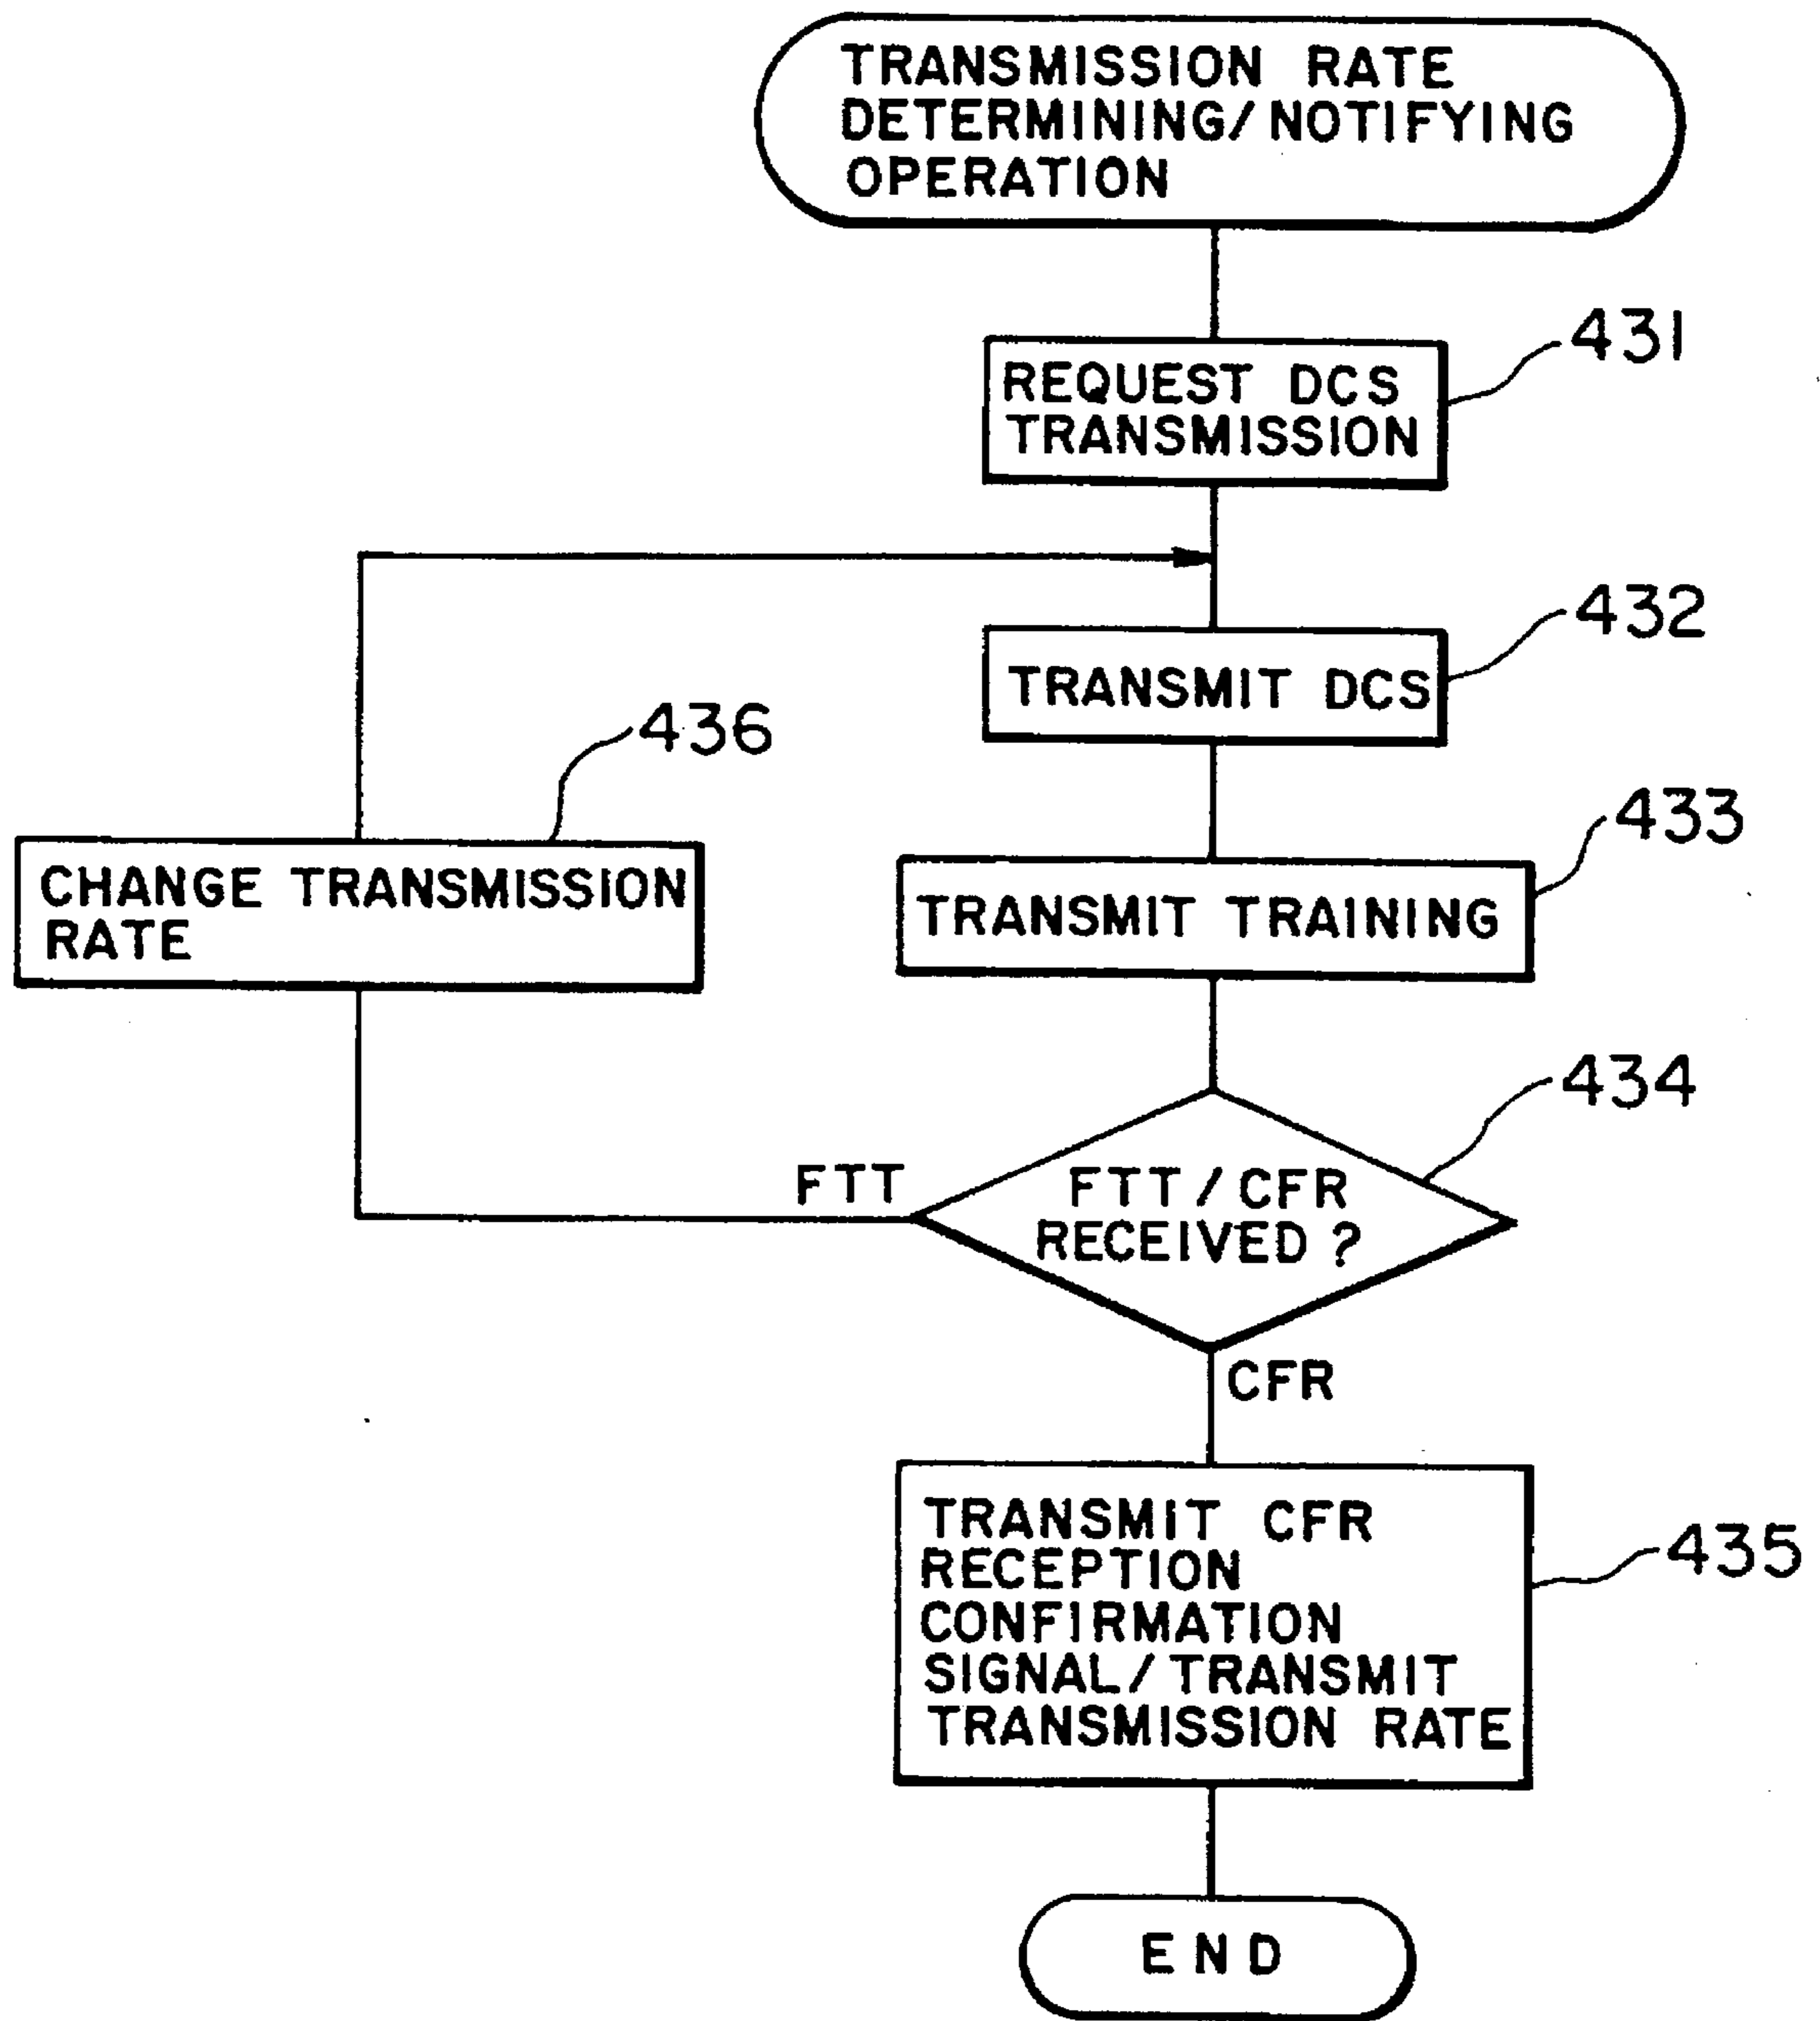 TRANSMISSION RATE
DETERMINING/NOTIFYING
OPERATION
431
REQUEST DCS
TRANSMISSION
432
TRANSMIT DCS
436
CHANGE TRANSMISSION
RATE
433
TRANSMIT TRAINING
434
FTT
FTT/CFR
RECEIVED?
CFR
TRANSMIT CFR
RECEPTION
CONFIRMATION
SIGNAL/TRANSMIT
TRANSMISSION RATE
435
END